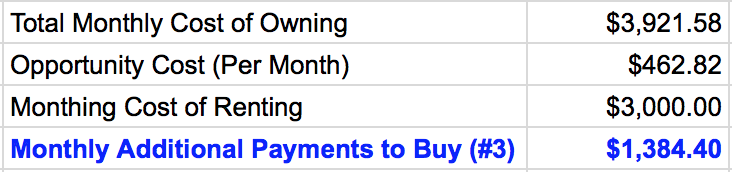 Total Monthly Cost of Owning $3,921.58
Opportunity Cost (Per Month) $462.82
Monthing Cost of Renting $3,000.00
Monthly Additional Payments to Buy (#3) $1,384.40